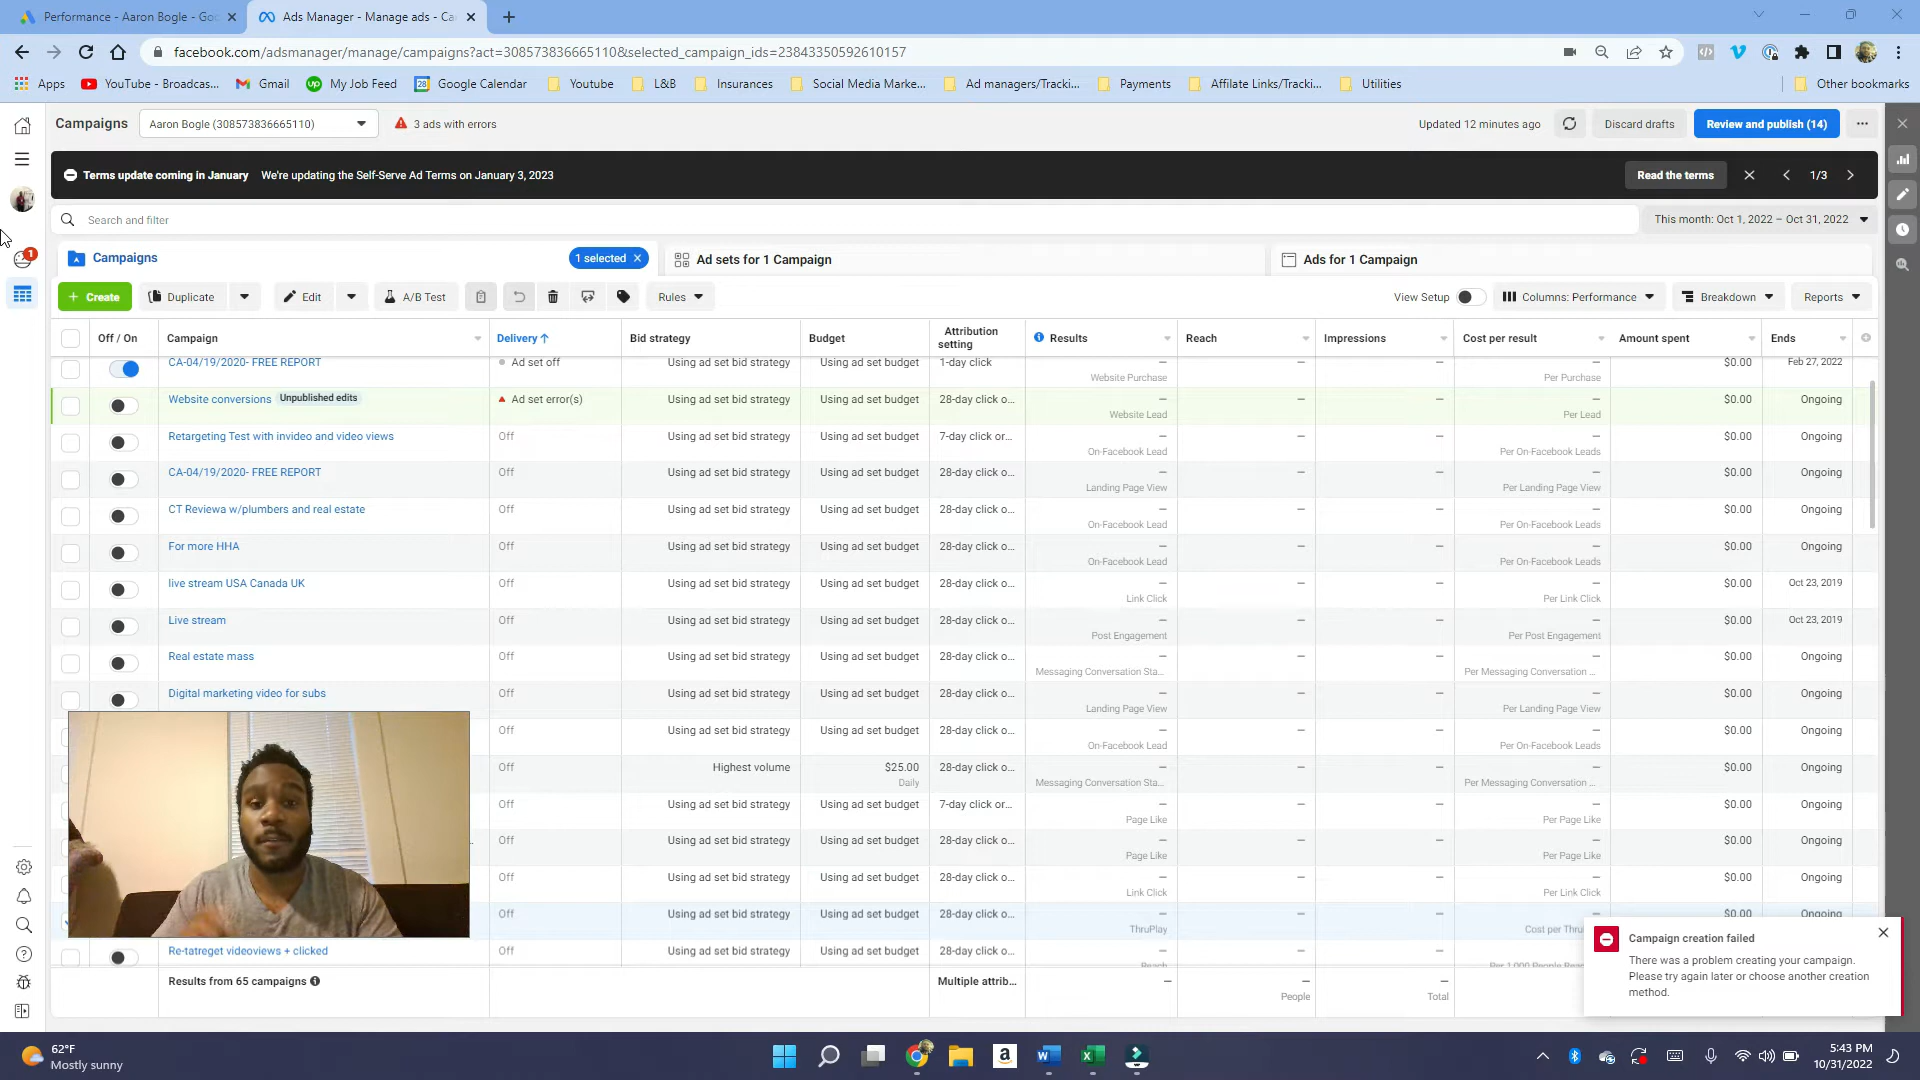 Performance - Aaron Bogle - Goo
Ads Manager - Manage ads - Ca
facebook.com/adsmanager/manage/campaigns?act=308573836665110&selected_campaign_ids=23843350592610157
Apps
YouTube - Broadcas...
Gmail
My Job Feed
28
Google Calendar
Youtube
L&B
Insurances
Social Media Marke...
Ad managers/Tracki...
Payments
Affilate Links/Tracki...
Utilities
Other bookmarks
Campaigns
Aaron Bogle (308573836665110)
3 ads with errors
Updated 12 minutes ago
Discard drafts
Review and publish (14)
Terms update coming in January We're updating the Self-Serve Ad Terms on January 3, 2023
Read the terms
1/3
Search and filter
This month: Oct 1, 2022 – Oct 31, 2022
1
Campaigns
1 selected
Ad sets for 1 Campaign
Ads for 1 Campaign
+ Create
Duplicate
Edit
A/B Test
Rules
View Setup
Columns: Performance
Breakdown
Reports
Off / On Campaign Delivery ↑ Bid strategy Budget Attribution setting Results Reach Impressions Cost per result Amount spent Ends
CA-04/19/2020- FREE REPORT Ad set off Using ad set bid strategy Using ad set budget 1-day click $0.00 Feb 27, 2022
Website Purchase Per Purchase
Website conversions Unpublished edits Ad set error(s) Using ad set bid strategy Using ad set budget 28-day click o... — — — — $0.00 Ongoing
Website Lead Per Lead
Retargeting Test with invideo and video views Off Using ad set bid strategy Using ad set budget 7-day click or... — — — — $0.00 Ongoing
On-Facebook Lead Per On-Facebook Leads
CA-04/19/2020- FREE REPORT Off Using ad set bid strategy Using ad set budget 28-day click o... — — — — $0.00 Ongoing
Landing Page View Per Landing Page View
CT Reviewa w/plumbers and real estate Off Using ad set bid strategy Using ad set budget 28-day click o... — — — — $0.00 Ongoing
On-Facebook Lead Per On-Facebook Leads
For more HHA Off Using ad set bid strategy Using ad set budget 28-day click o... — — — — $0.00 Ongoing
On-Facebook Lead Per On-Facebook Leads
live stream USA Canada UK Off Using ad set bid strategy Using ad set budget 28-day click o... — — — — $0.00 Oct 23, 2019
Link Click Per Link Click
Live stream Off Using ad set bid strategy Using ad set budget 28-day click o... — — — — $0.00 Oct 23, 2019
Post Engagement Per Post Engagement
Real estate mass Off Using ad set bid strategy Using ad set budget 28-day click o... — — — — $0.00 Ongoing
Messaging Conversation Sta... Per Messaging Conversation ...
Digital marketing video for subs Off Using ad set bid strategy Using ad set budget 28-day click o... — — — — $0.00 Ongoing
Landing Page View Per Landing Page View
Off Using ad set bid strategy Using ad set budget 28-day click o... — — — — $0.00 Ongoing
On-Facebook Lead Per On-Facebook Leads
Off Highest volume $25.00 28-day click o... — — — — $0.00 Ongoing
Daily Messaging Conversation Sta... Per Messaging Conversation ...
Off Using ad set bid strategy Using ad set budget 7-day click or... — — — — $0.00 Ongoing
Page Like Per Page Like
Off Using ad set bid strategy Using ad set budget 28-day click o... — — — — $0.00 Ongoing
Page Like Per Page Like
Off Using ad set bid strategy Using ad set budget 28-day click o... — — — — $0.00 Ongoing
Link Click Per Link Click
Off Using ad set bid strategy Using ad set budget 28-day click o... — — — — $0.00 Ongoing
ThruPlay Cost per Thru
Re-tatreget videoviews + clicked Off Using ad set bid strategy Using ad set budget 28-day click o... — — — —
Reach Per 1,000 People Reac
Results from 65 campaigns Multiple attrib... — — —
People Total
Campaign creation failed
There was a problem creating your campaign.
Please try again later or choose another creation
method.
62°F
Mostly sunny
5:43 PM
10/31/2022